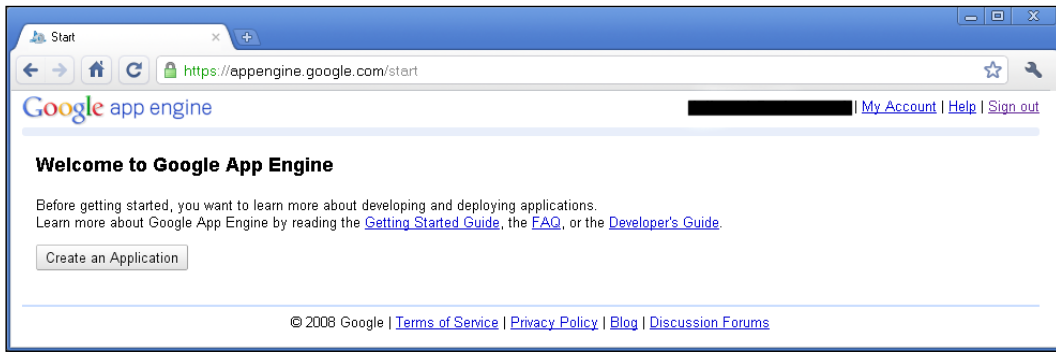 Start
https://appengine.google.com/start
Google app engine
| My Account | Help | Sign out
Welcome to Google App Engine
Before getting started, you want to learn more about developing and deploying applications.
Learn more about Google App Engine by reading the Getting Started Guide, the FAQ, or the Developer's Guide.
Create an Application
© 2008 Google | Terms of Service | Privacy Policy | Blog | Discussion Forums